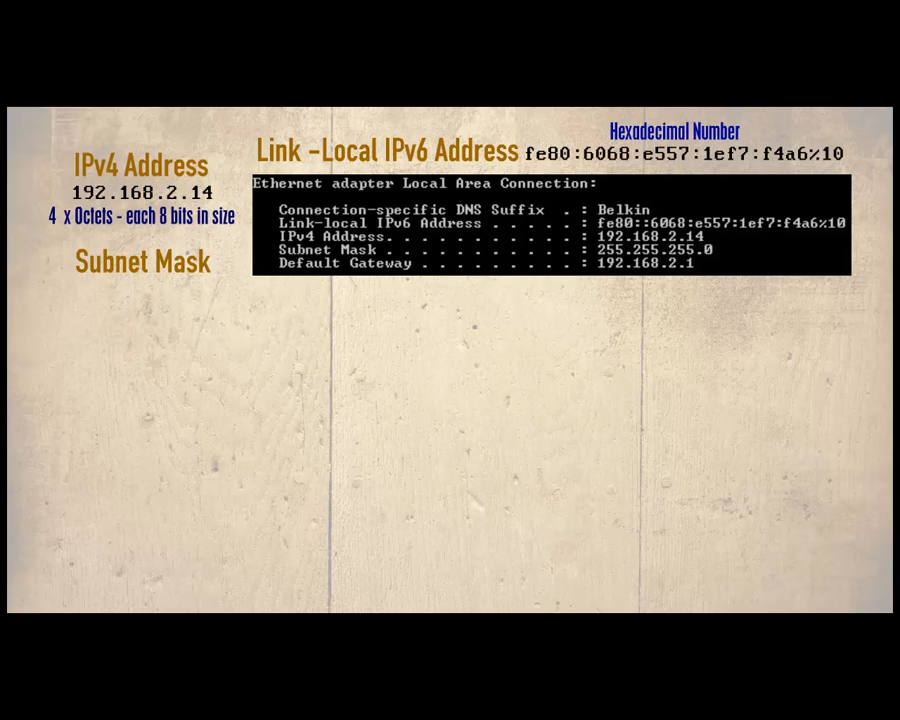 Hexadecimal Number
Link -Local IPv6 Address fe80:6068:e557:1ef7:f4a6%10
IPv4 Address
192.168.2.14
4 x Octets - each 8 bits in size
Subnet Mask
Ethernet adapter Local Area Connection:
Connection-specific DNS Suffix . : Belkin
Link-local IPv6 Address . . . . . : fe80::6068:e557:1ef7:f4a6%10
IPv4 Address. . . . . . . . . . . : 192.168.2.14
Subnet Mask . . . . . . . . . . . : 255.255.255.0
Default Gateway . . . . . . . . . : 192.168.2.1